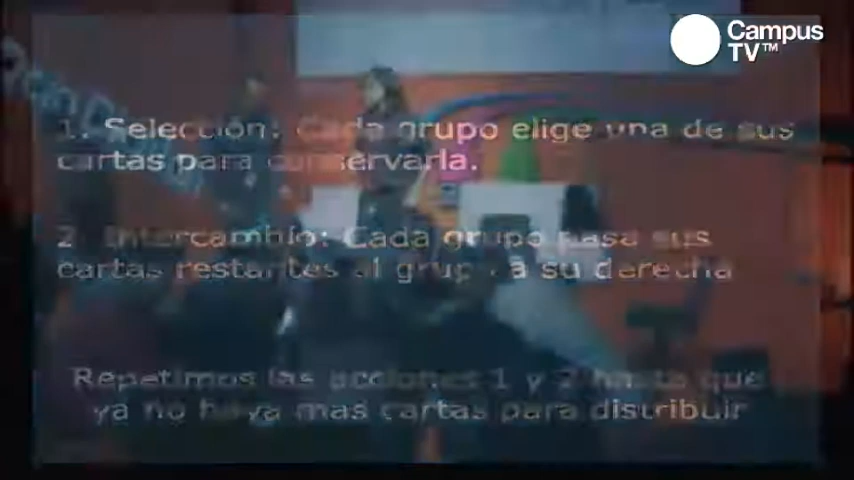 Campus
TV™
1. Selección: Cada grupo elige una de sus
cartas para conservarla.
2. Intercambio: Cada grupo pasa sus
cartas restantes al grupo a su derecha
Repetimos las acciones 1 y 2 hasta que
ya no haya mas cartas para distribuir